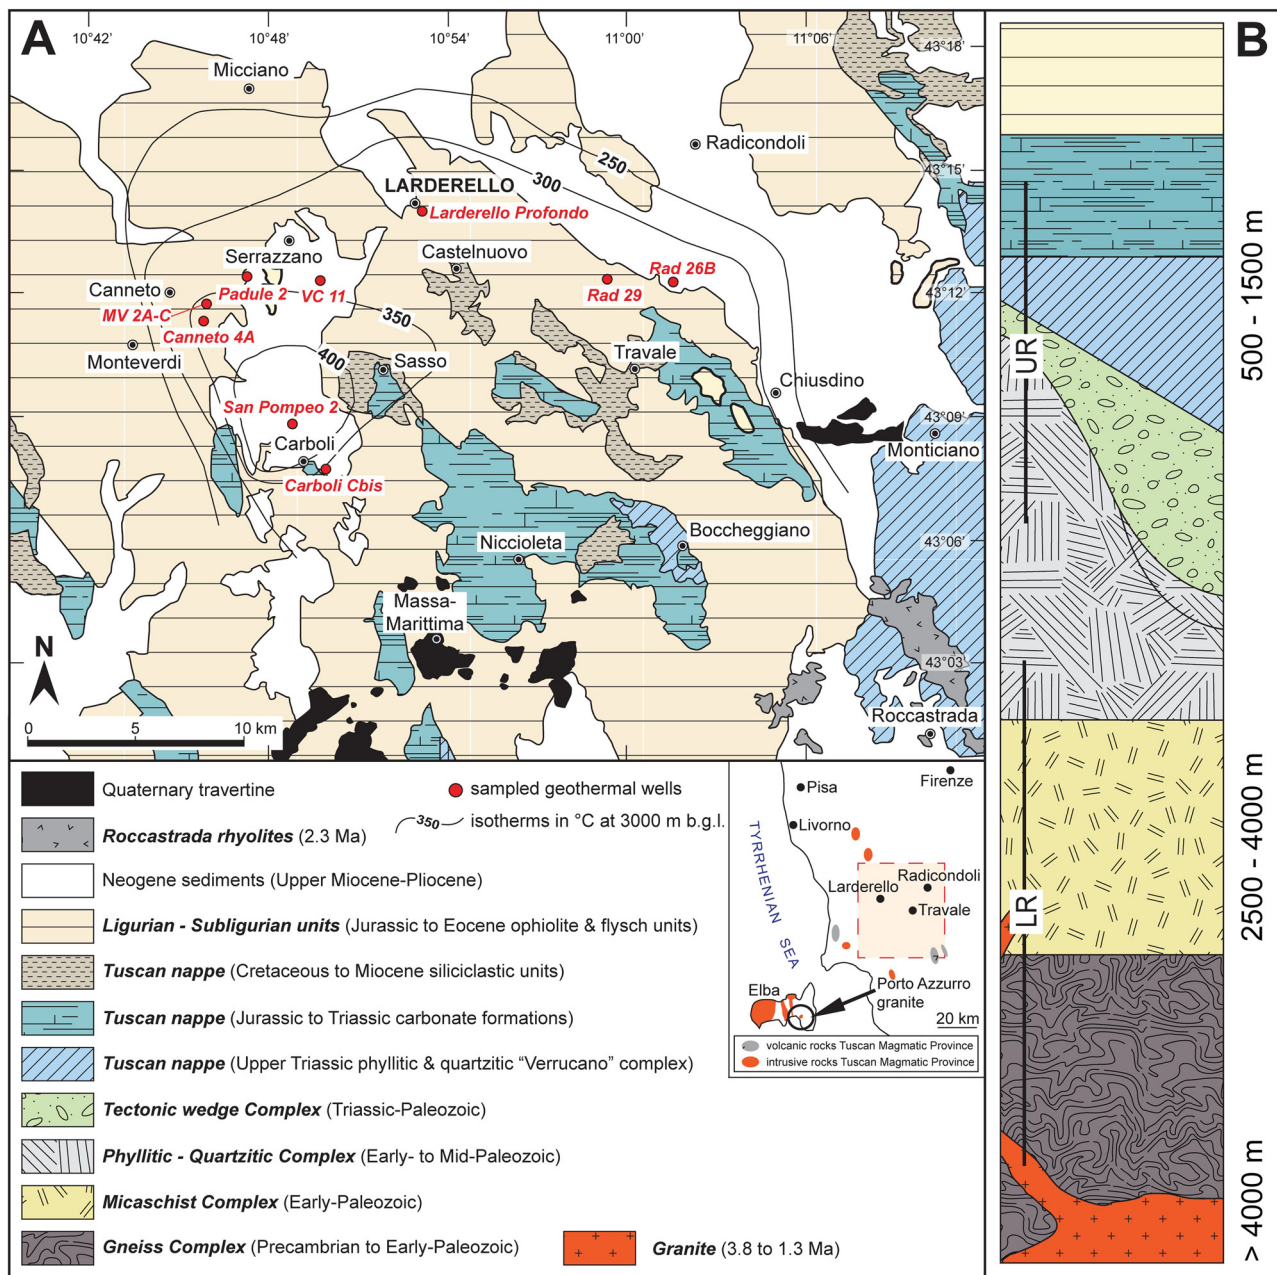 A
10°42'
10°48'
10°54'
11°00'
11°06'
43°18'
Micciano
Radicondoli
43°15'
250
300
LARDERELLO
Larderello Profondo
Serrazzano
Castelnuovo
Rad 26B
Rad 29
43°12'
Canneto
Padule 2
VC 11
MV 2A-C
Canneto 4A
350
Monteverdi
400
Sasso
Travale
Chiusdino
San Pompeo 2
43°09'
Carboli
Monticiano
Carboli Cbis
Boccheggiano
43°06'
Niccioleta
Massa-
Marittima
N
43°03'
Roccastrada
0
5
10 km
Quaternary travertine
Roccastrada rhyolites (2.3 Ma)
Neogene sediments (Upper Miocene-Pliocene)
Ligurian - Subligurian units (Jurassic to Eocene ophiolite & flysch units)
Tuscan nappe (Cretaceous to Miocene siliciclastic units)
Tuscan nappe (Jurassic to Triassic carbonate formations)
Tuscan nappe (Upper Triassic phyllitic & quartzitic “Verrucano” complex)
Tectonic wedge Complex (Triassic-Paleozoic)
Phyllitic - Quartzitic Complex (Early- to Mid-Paleozoic)
Micaschist Complex (Early-Paleozoic)
Gneiss Complex (Precambrian to Early-Paleozoic)
Granite (3.8 to 1.3 Ma)
sampled geothermal wells
350
isotherms in °C at 3000 m b.g.l.
Firenze
Pisa
Livorno
TYRRHENIAN SEA
Radicondoli
Larderello
Travale
Elba
Porto Azzurro
granite
20 km
volcanic rocks Tuscan Magmatic Province
intrusive rocks Tuscan Magmatic Province
B
UR
LR
500 - 1500 m
2500 - 4000 m
> 4000 m